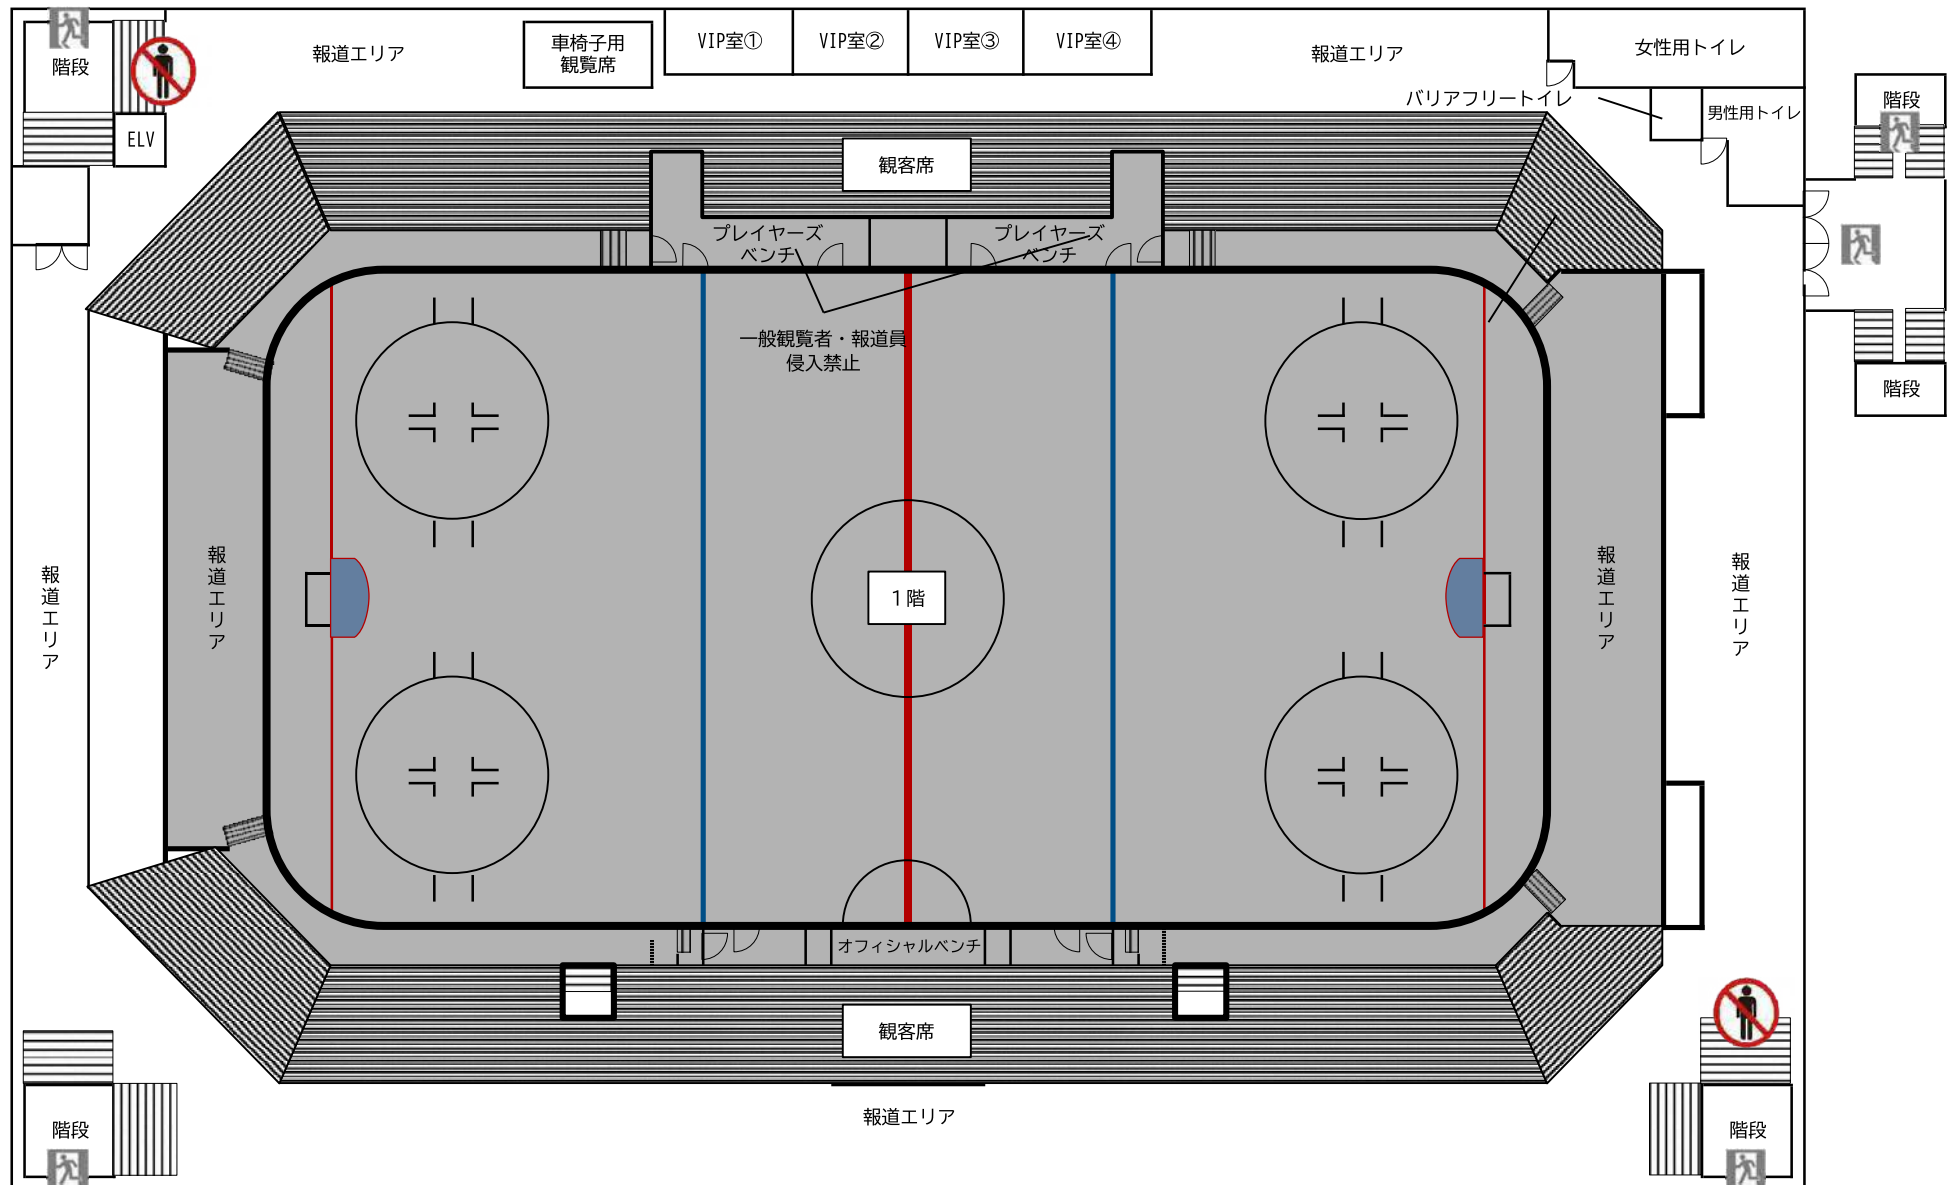 階段
報道エリア
車椅子用
観覧席
VIP室①
VIP室②
VIP室③
VIP室④
報道エリア
女性用トイレ
バリアフリートイレ
男性用トイレ
階段
ELV
観客席
プレイヤーズ
ベンチ
プレイヤーズ
ベンチ
一般観覧者・報道員
侵入禁止
階段
報道エリア
報道エリア
1階
報道エリア
報道エリア
オフィシャルベンチ
観客席
報道エリア
階段
階段